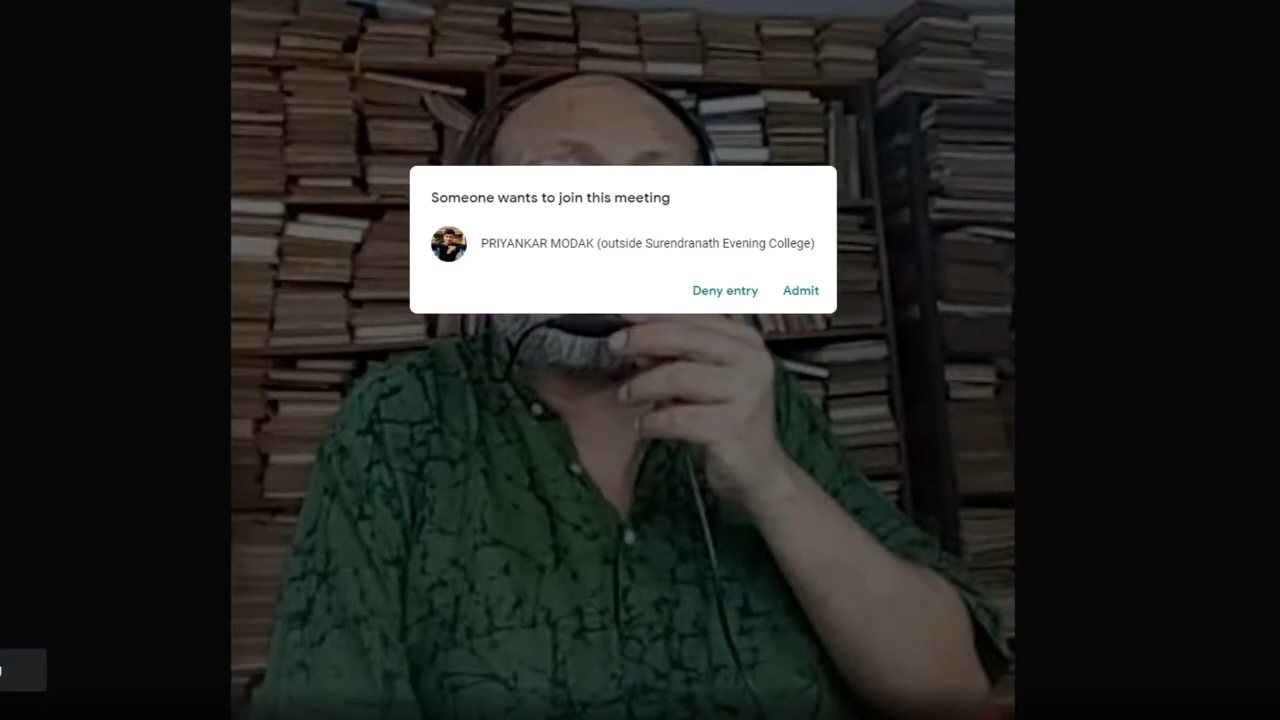 Someone wants to join this meeting
PRIYANKAR MODAK (outside Surendranath Evening College)
Deny entry
Admit